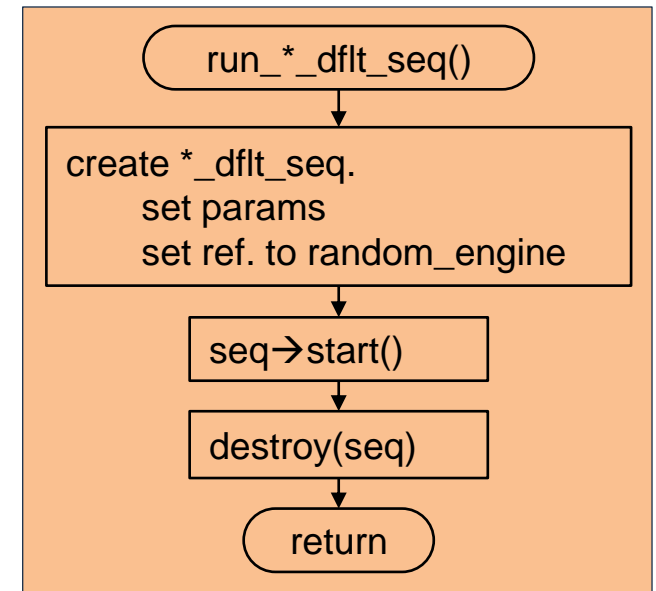 run_*_dflt_seq()
create *_dflt_seq.
set params
set ref. to random_engine
seq→start()
destroy(seq)
return